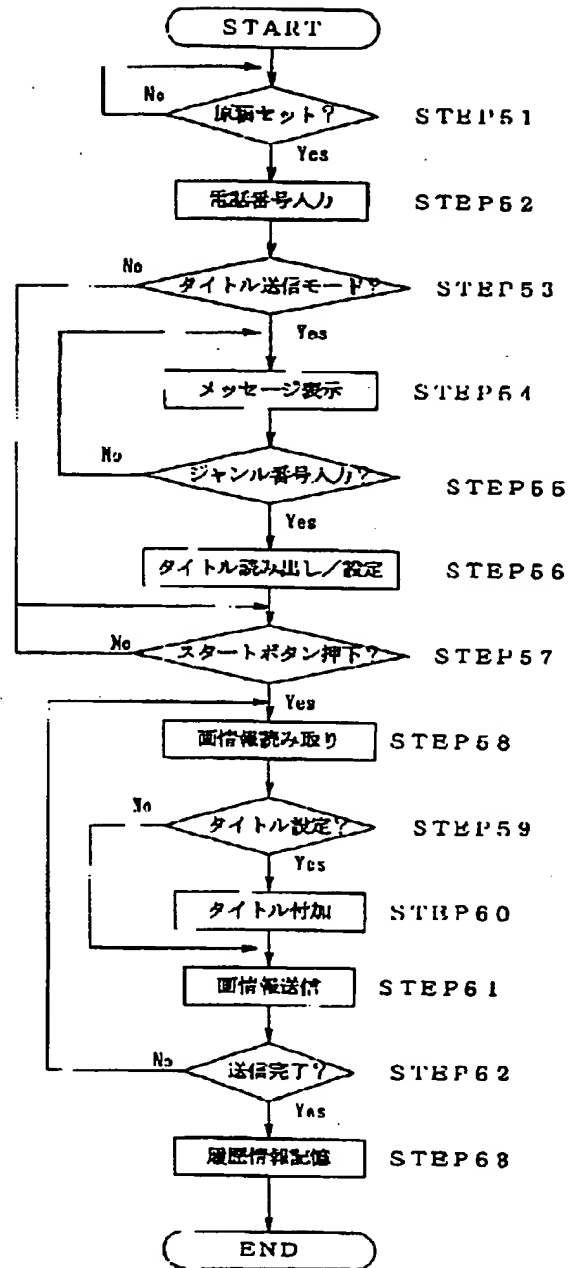 START
No
原稿セット?
STEP51
Yes
電話番号入力
STEP52
No
タイトル送信モード?
STEP53
Yes
メッセージ表示
STEP54
No
ジャンル番号入力?
STEP55
Yes
タイトル読み出し/設定
STEP56
No
スタートボタン押下?
STEP57
Yes
画情報読み取り
STEP58
No
タイトル設定?
STEP59
Yes
タイトル付加
STEP60
画情報送信
STEP61
No
送信完了?
STEP62
Yes
履歴情報記憶
STEP68
END